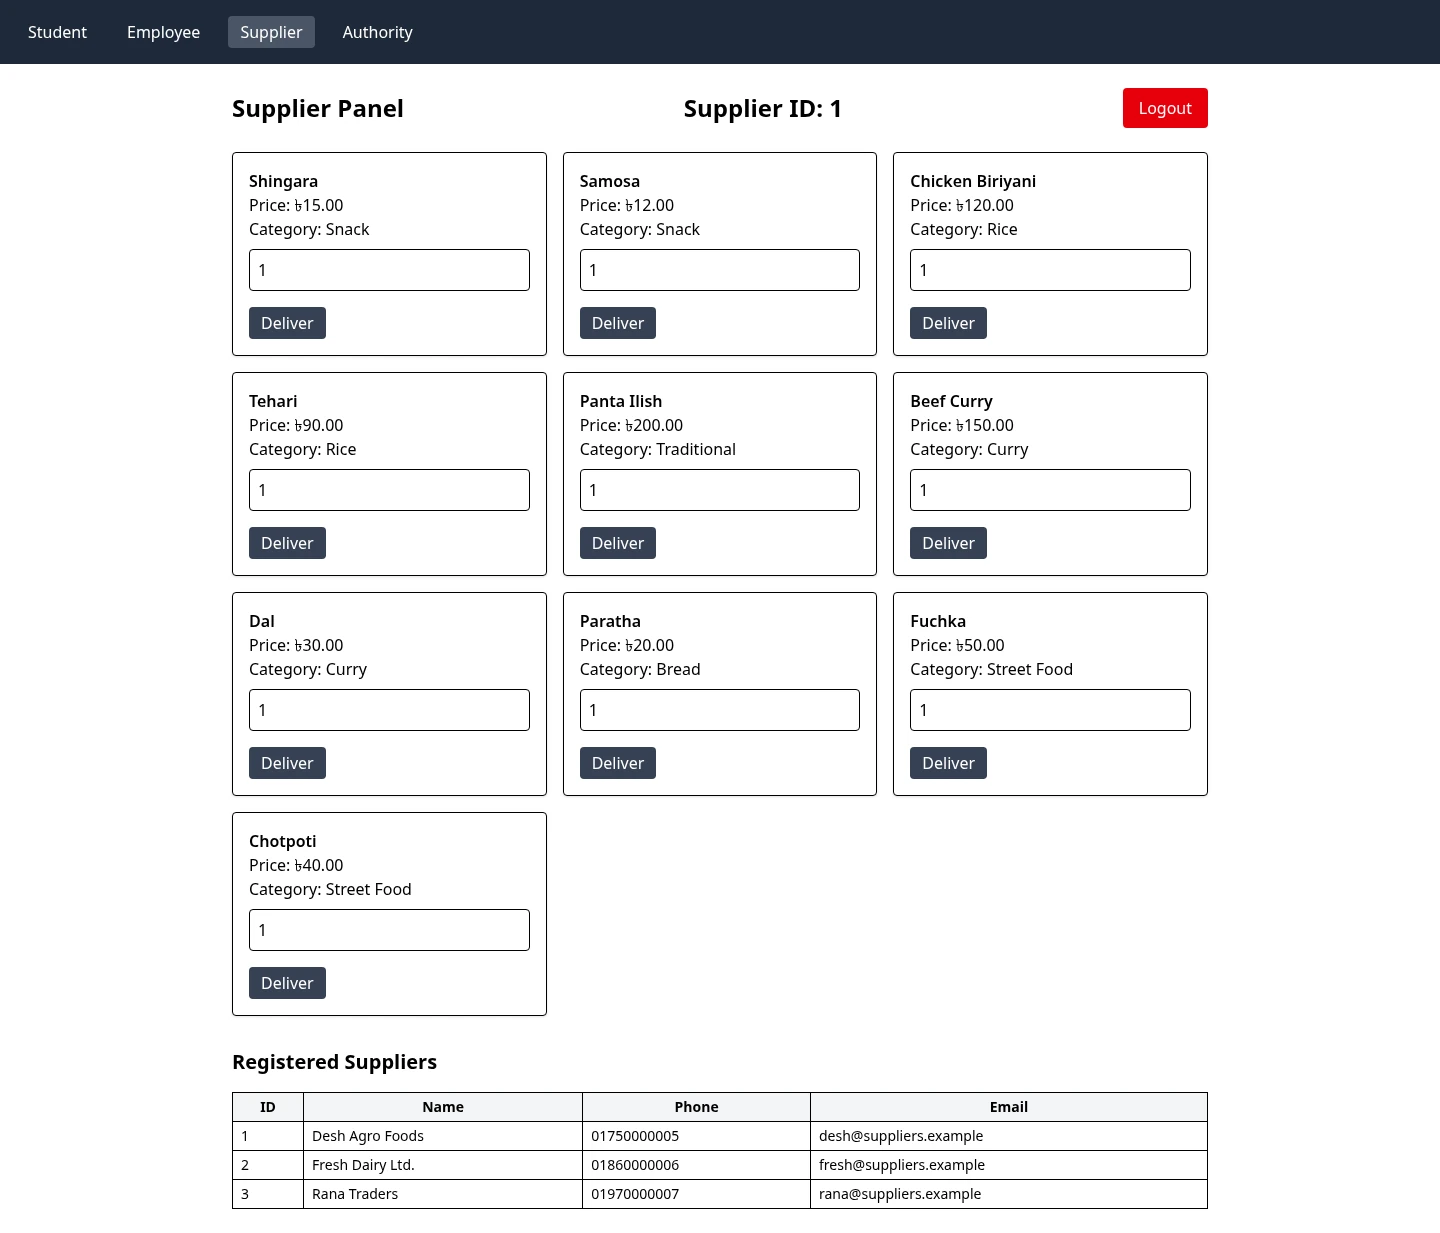 Student Employee Supplier Authority
Supplier Panel Supplier ID: 1 Logout
Shingara
Price: ৳15.00
Category: Snack
1
Deliver
Samosa
Price: ৳12.00
Category: Snack
1
Deliver
Chicken Biriyani
Price: ৳120.00
Category: Rice
1
Deliver
Tehari
Price: ৳90.00
Category: Rice
1
Deliver
Panta Ilish
Price: ৳200.00
Category: Traditional
1
Deliver
Beef Curry
Price: ৳150.00
Category: Curry
1
Deliver
Dal
Price: ৳30.00
Category: Curry
1
Deliver
Paratha
Price: ৳20.00
Category: Bread
1
Deliver
Fuchka
Price: ৳50.00
Category: Street Food
1
Deliver
Chotpoti
Price: ৳40.00
Category: Street Food
1
Deliver
Registered Suppliers
ID Name Phone Email
1 Desh Agro Foods 01750000005 desh@suppliers.example
2 Fresh Dairy Ltd. 01860000006 fresh@suppliers.example
3 Rana Traders 01970000007 rana@suppliers.example